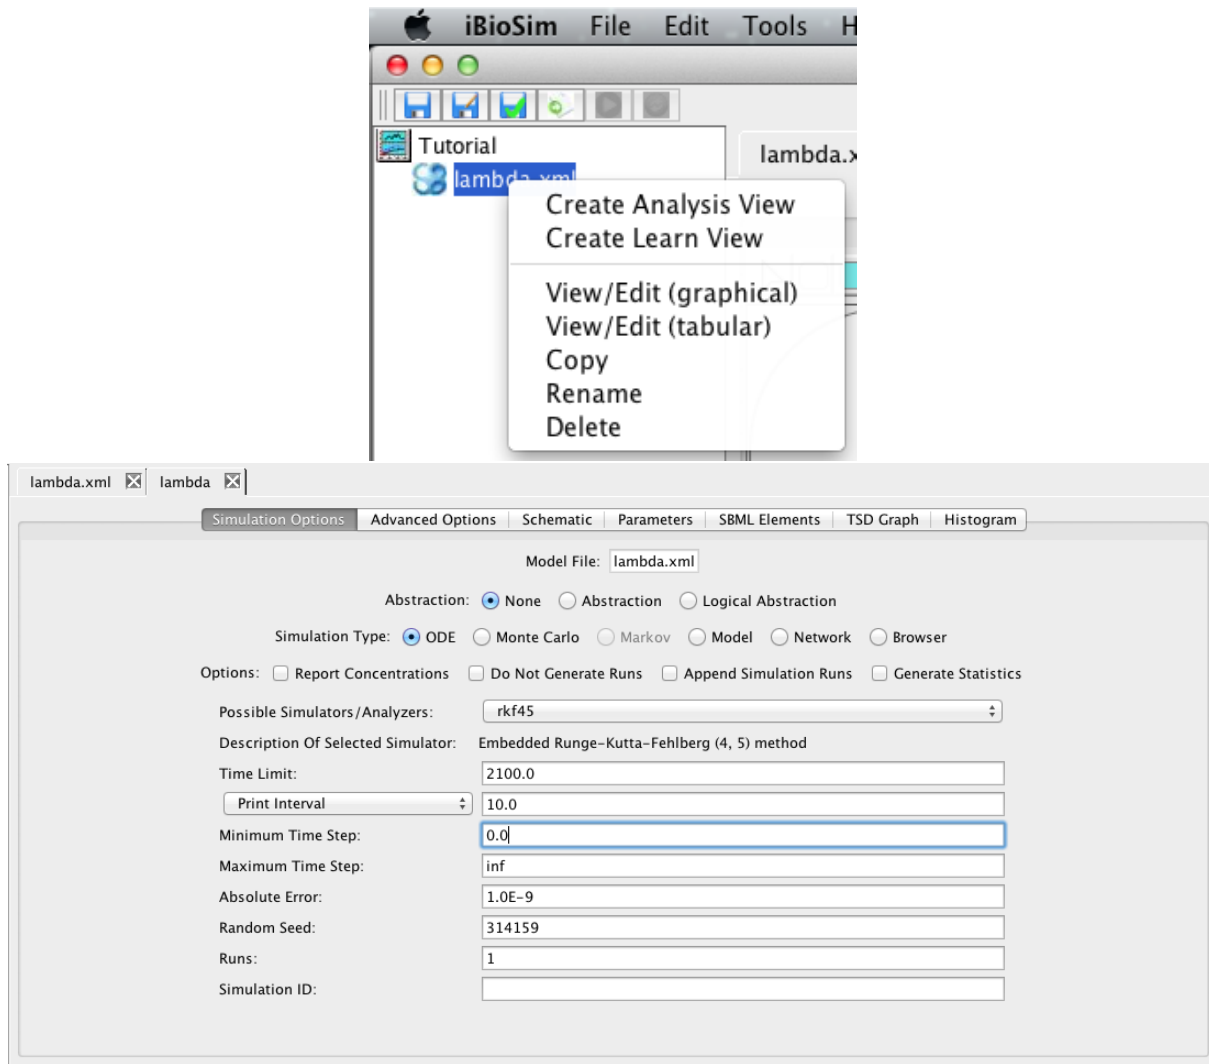 iBioSim File Edit Tools H
Tutorial
lambda.xml
lambda.x
Create Analysis View
Create Learn View
View/Edit (graphical)
View/Edit (tabular)
Copy
Rename
Delete
lambda.xml lambda
Simulation Options Advanced Options Schematic Parameters SBML Elements TSD Graph Histogram
Model File: lambda.xml
Abstraction: None Abstraction Logical Abstraction
Simulation Type: ODE Monte Carlo Markov Model Network Browser
Options: Report Concentrations Do Not Generate Runs Append Simulation Runs Generate Statistics
Possible Simulators/Analyzers: rkf45
Description Of Selected Simulator: Embedded Runge-Kutta-Fehlberg (4, 5) method
Time Limit: 2100.0
Print Interval 10.0
Minimum Time Step: 0.0
Maximum Time Step: inf
Absolute Error: 1.0E-9
Random Seed: 314159
Runs: 1
Simulation ID: